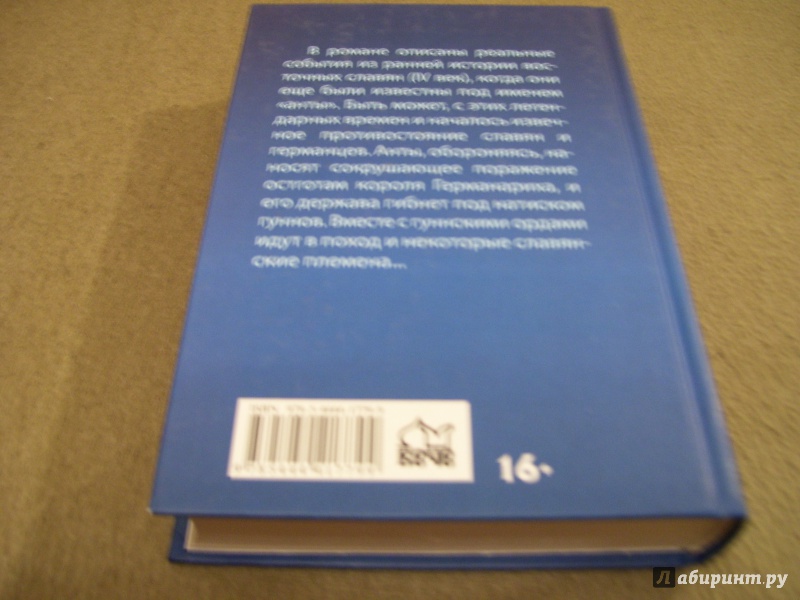 В романе описаны реальные
события из ранней истории вос-
точных славян (IV век), когда они
еще были известны под именем
«анты». Быть может, с этих леген-
дарных времен и началось извеч-
ное противостояние славян и
германцев. Анты, обороняясь, на-
носят сокрушающее поражение
остготам короля Германариха, и
его держава гибнет под натиском
гуннов. Вместе с гуннскими ордами
идут в поход и некоторые славян-
ские племена...
ISBN
ВЕЧЕ
16+
Лабиринт.ру